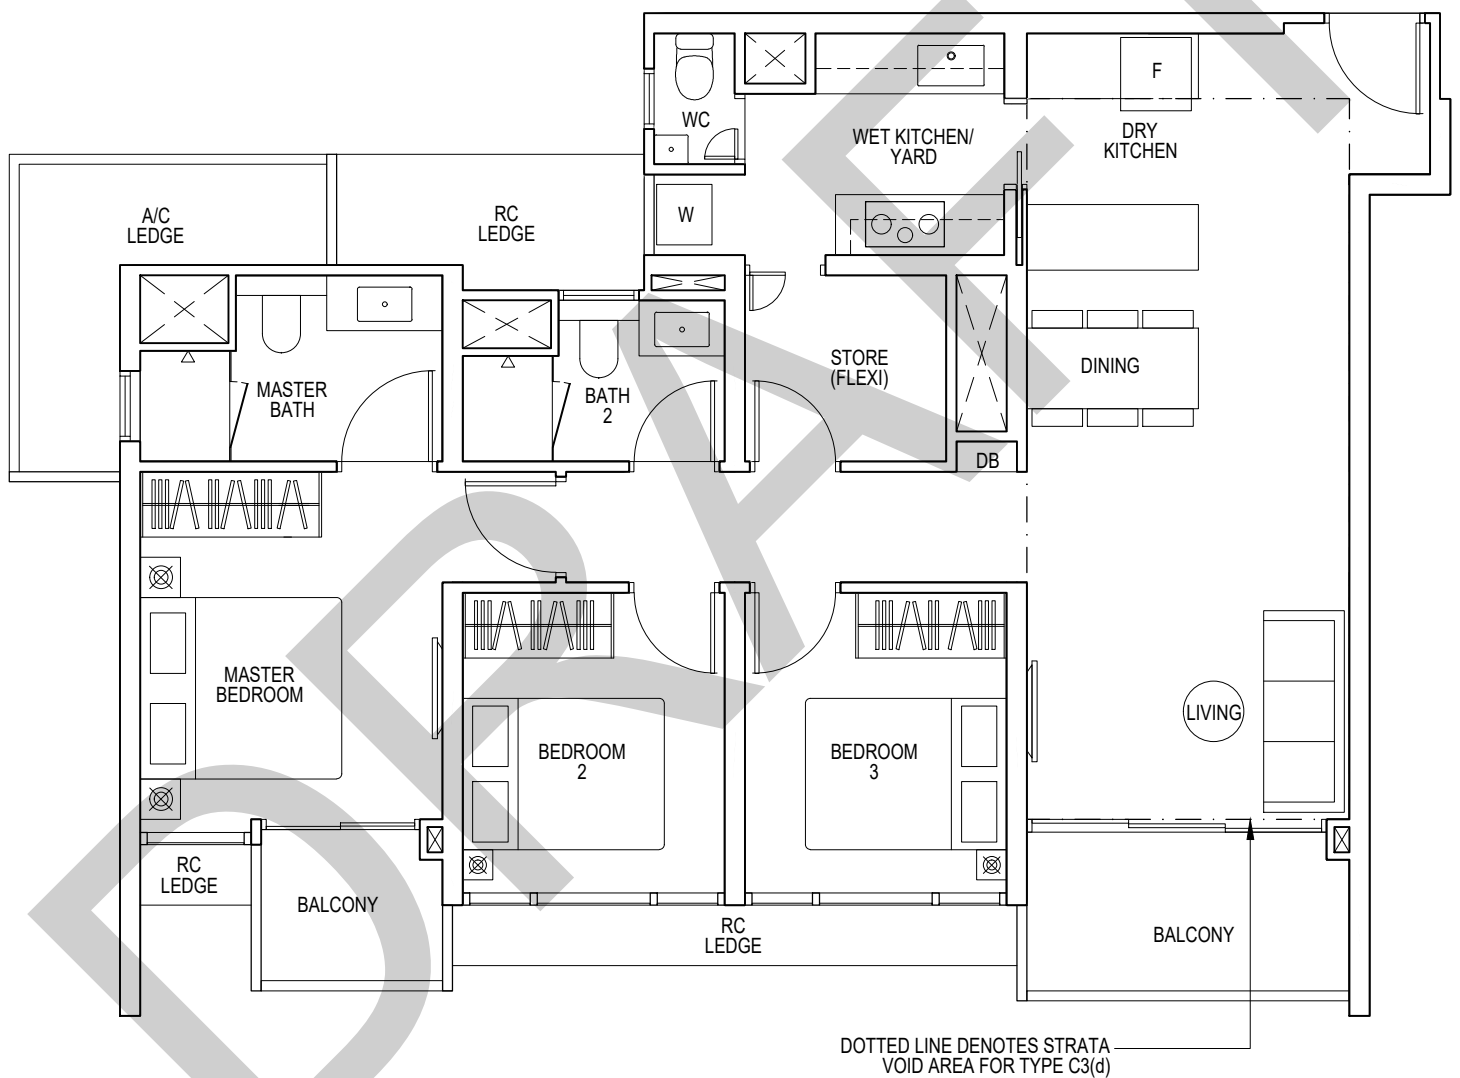 F
WC
WET KITCHEN/
YARD
DRY
KITCHEN
A/C
LEDGE
RC
LEDGE
W
STORE
(FLEXI)
DINING
MASTER
BATH
BATH
2
DB
MASTER
BEDROOM
LIVING
BEDROOM
2
BEDROOM
3
RC
LEDGE
BALCONY
RC
LEDGE
BALCONY
DOTTED LINE DENOTES STRATA
VOID AREA FOR TYPE C3(d)
DRAFT